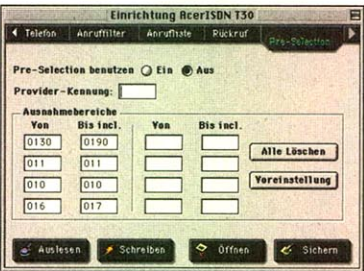 Einrichtung AcerISDN T30
Telefon Anruffilter Anrufliste Rückruf Pre-Selection
Pre-Selection benutzen Ein Aus
Provider-Kennung:
Ausnahmebereiche
Von Bis incl. Von Bis incl.
0130 0190
011 011
010 010
016 017
Alle Löschen
Voreinstellung
Auslesen Schreiben Öffnen Sichern